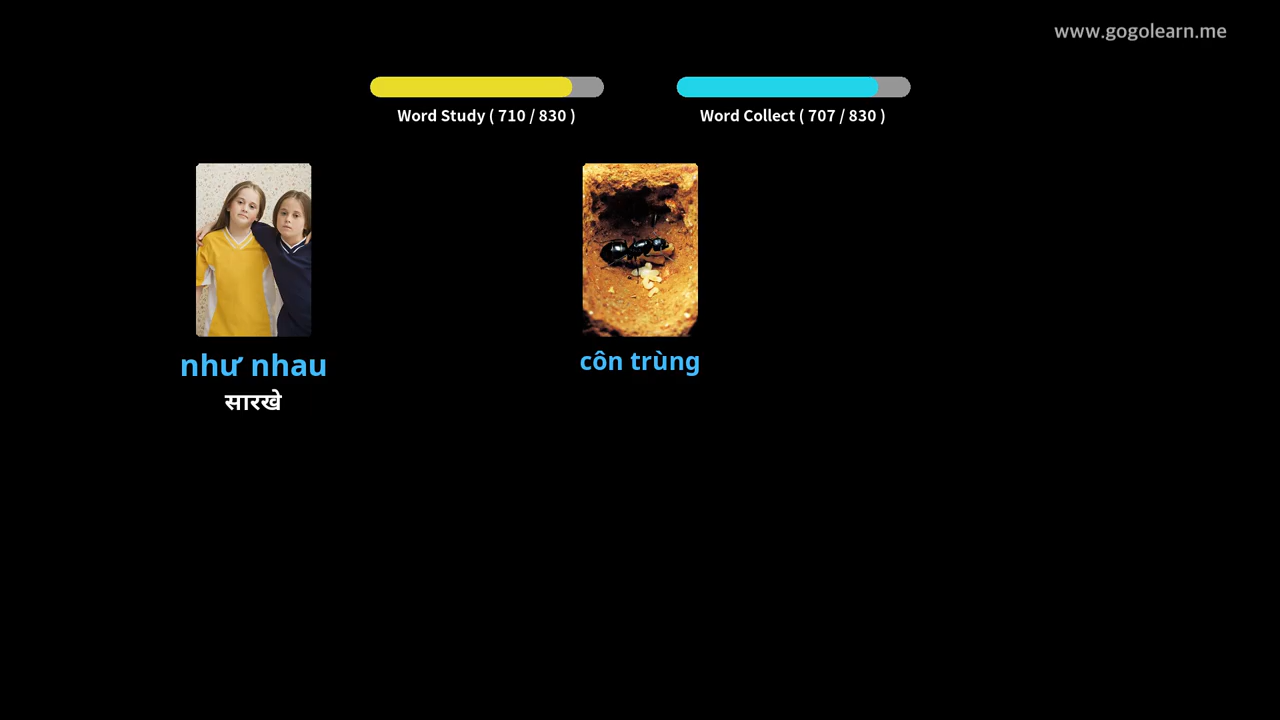 www.gogolearn.me
Word Study ( 710 / 830 )
Word Collect ( 707 / 830 )
như nhau
सारखे
côn trùng